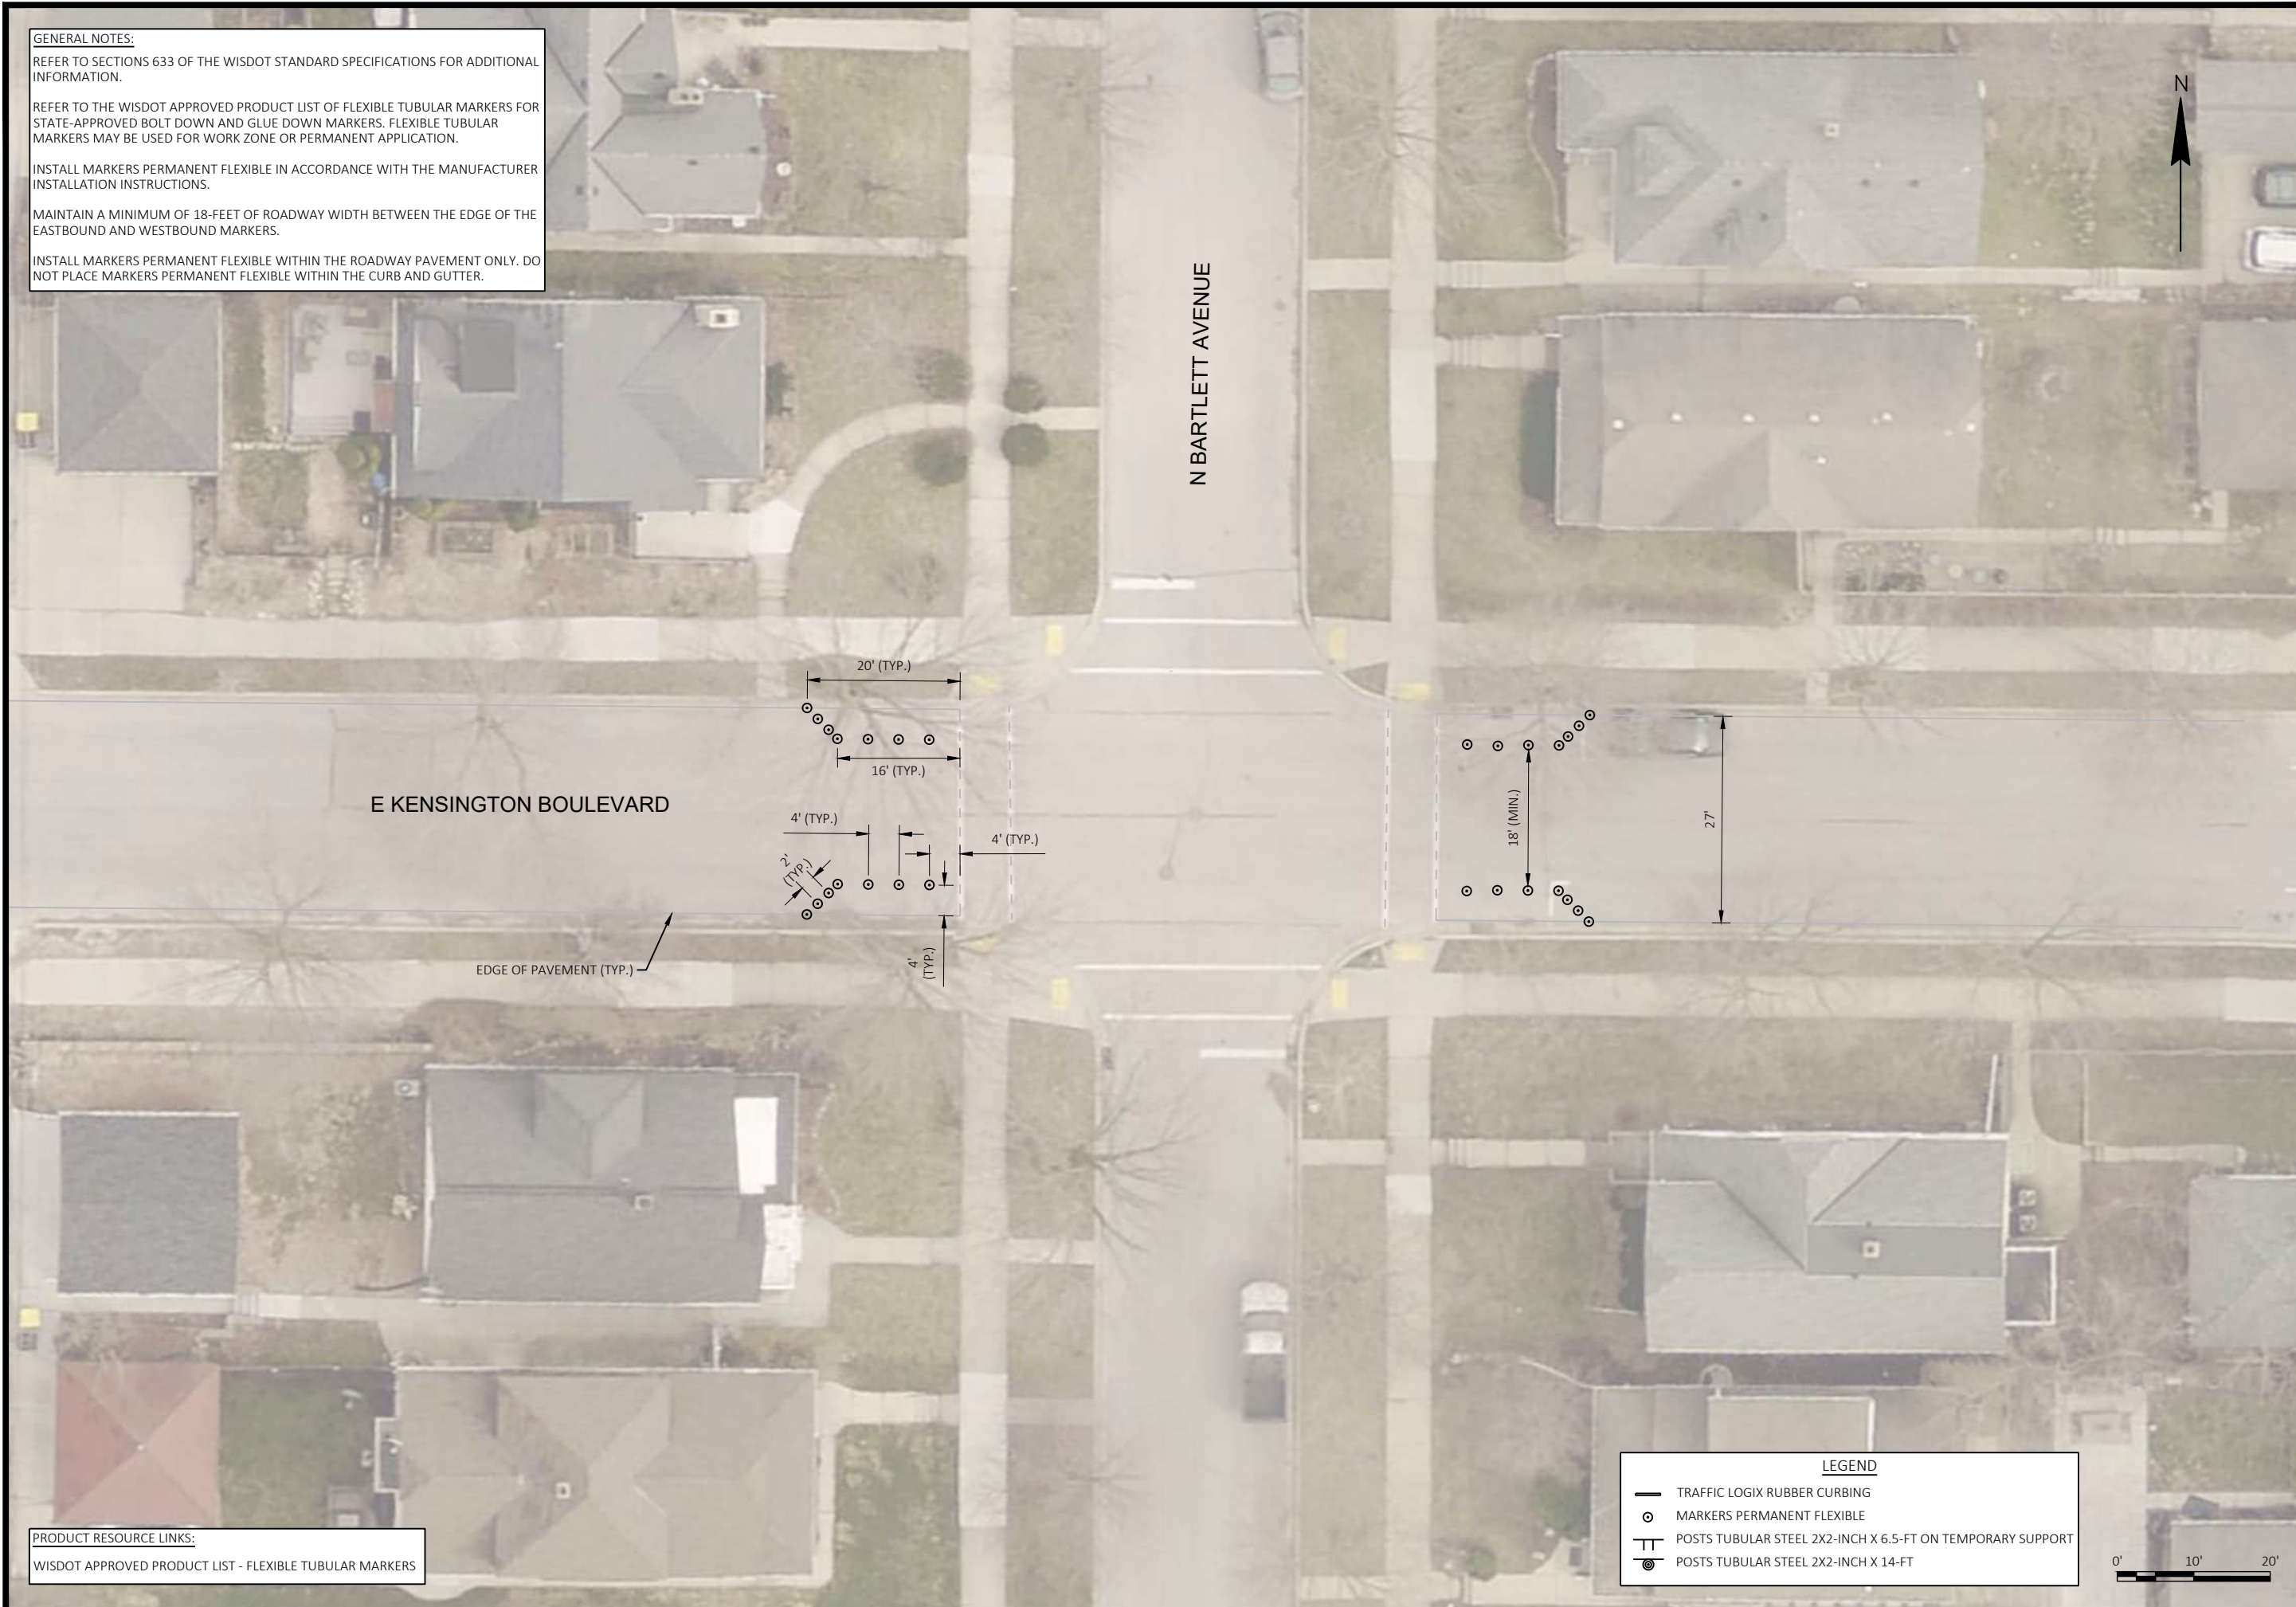 GENERAL NOTES:
REFER TO SECTIONS 633 OF THE WISDOT STANDARD SPECIFICATIONS FOR ADDITIONAL
INFORMATION.
REFER TO THE WISDOT APPROVED PRODUCT LIST OF FLEXIBLE TUBULAR MARKERS FOR
STATE-APPROVED BOLT DOWN AND GLUE DOWN MARKERS. FLEXIBLE TUBULAR
MARKERS MAY BE USED FOR WORK ZONE OR PERMANENT APPLICATION.
INSTALL MARKERS PERMANENT FLEXIBLE IN ACCORDANCE WITH THE MANUFACTURER
INSTALLATION INSTRUCTIONS.
MAINTAIN A MINIMUM OF 18-FEET OF ROADWAY WIDTH BETWEEN THE EDGE OF THE
EASTBOUND AND WESTBOUND MARKERS.
INSTALL MARKERS PERMANENT FLEXIBLE WITHIN THE ROADWAY PAVEMENT ONLY. DO
NOT PLACE MARKERS PERMANENT FLEXIBLE WITHIN THE CURB AND GUTTER.
N
N BARTLETT AVENUE
20' (TYP.)
16' (TYP.)
E KENSINGTON BOULEVARD
4' (TYP.)
4' (TYP.)
2'
(TYP.)
18' (MIN.)
27'
4'
(TYP.)
EDGE OF PAVEMENT (TYP.)
LEGEND
TRAFFIC LOGIX RUBBER CURBING
MARKERS PERMANENT FLEXIBLE
POSTS TUBULAR STEEL 2X2-INCH X 6.5-FT ON TEMPORARY SUPPORT
POSTS TUBULAR STEEL 2X2-INCH X 14-FT
PRODUCT RESOURCE LINKS:
WISDOT APPROVED PRODUCT LIST - FLEXIBLE TUBULAR MARKERS
0' 10' 20'